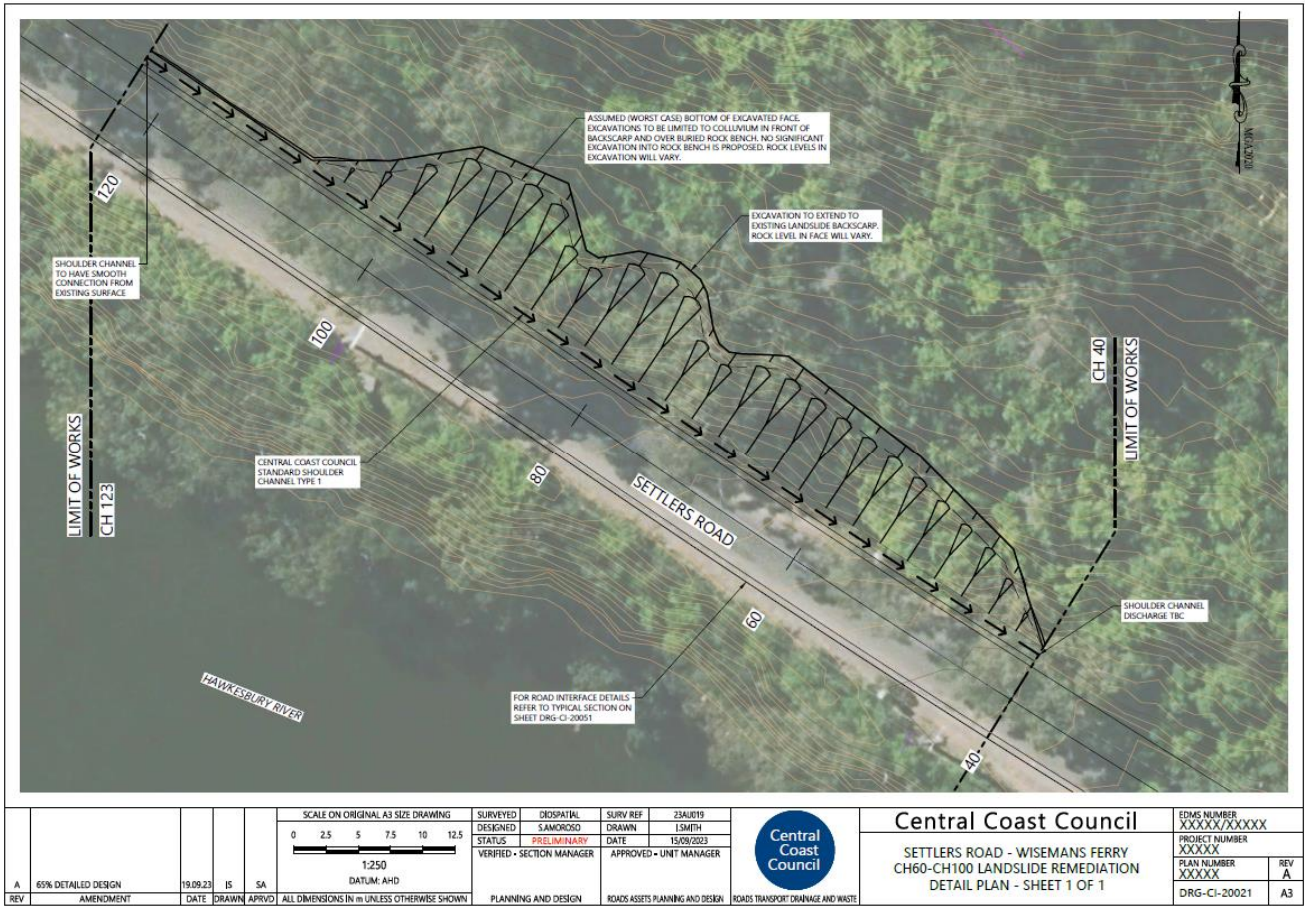 MGA2020
ASSUMED (WORST CASE) BOTTOM OF EXCAVATED FACE.
EXCAVATIONS TO BE LIMITED TO COLLUVIUM IN FRONT OF
BACKSCARP AND OVER BURIED ROCK BENCH. NO SIGNIFICANT
EXCAVATION INTO ROCK BENCH IS PROPOSED. ROCK LEVELS IN
EXCAVATION WILL VARY.
120
EXCAVATION TO EXTEND TO
EXISTING LANDSLIDE BACKSCARP.
ROCK LEVEL IN FACE WILL VARY.
SHOULDER CHANNEL
TO HAVE SMOOTH
CONNECTION FROM
EXISTING SURFACE
100
CH 40
LIMIT OF WORKS
LIMIT OF WORKS
CH 123
CENTRAL COAST COUNCIL
STANDARD SHOULDER
CHANNEL TYPE 1
80
SETTLERS ROAD
60
SHOULDER CHANNEL
DISCHARGE TBC
HAWKESBURY RIVER
FOR ROAD INTERFACE DETAILS
REFER TO TYPICAL SECTION ON
SHEET DRG-CI-20051
40
A 65% DETAILED DESIGN 19.09.23 JS SA
REV AMENDMENT DATE DRAWN APRVD
SCALE ON ORIGINAL A3 SIZE DRAWING
0 2.5 5 7.5 10 12.5
1:250
DATUM: AHD
ALL DIMENSIONS IN m UNLESS OTHERWISE SHOWN
SURVEYED DIOSPATIAL SURV REF 23AU019
DESIGNED S.AMOROSO DRAWN J.SMITH
STATUS PRELIMINARY DATE 15/09/2023
VERIFIED - SECTION MANAGER APPROVED - UNIT MANAGER
PLANNING AND DESIGN ROADS ASSETS PLANNING AND DESIGN
Central
Coast
Council
ROADS TRANSPORT DRAINAGE AND WASTE
Central Coast Council
SETTLERS ROAD - WISEMANS FERRY
CH60-CH100 LANDSLIDE REMEDIATION
DETAIL PLAN - SHEET 1 OF 1
EDMS NUMBER
XXXXX/XXXXX
PROJECT NUMBER
XXXXX
PLAN NUMBER REV
XXXXX A
DRG-CI-20021 A3